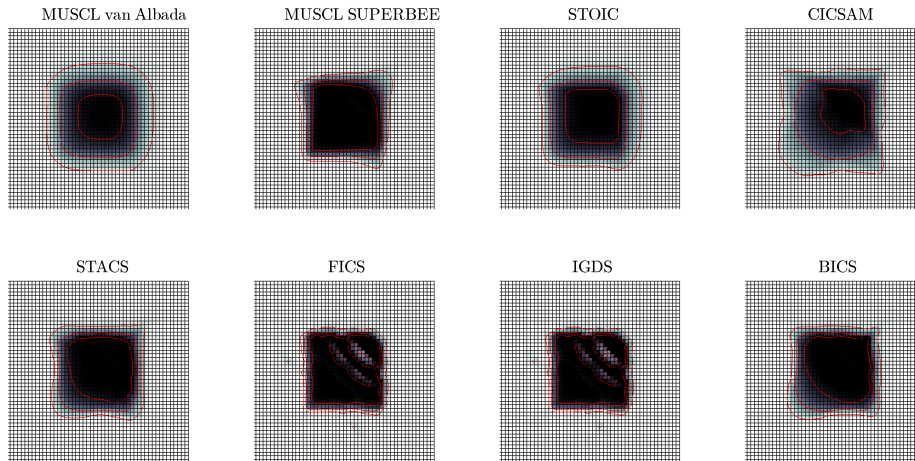 MUSCL van Albada MUSCL SUPERBEE STOIC CICSAM
STACS FICS IGDS BICS